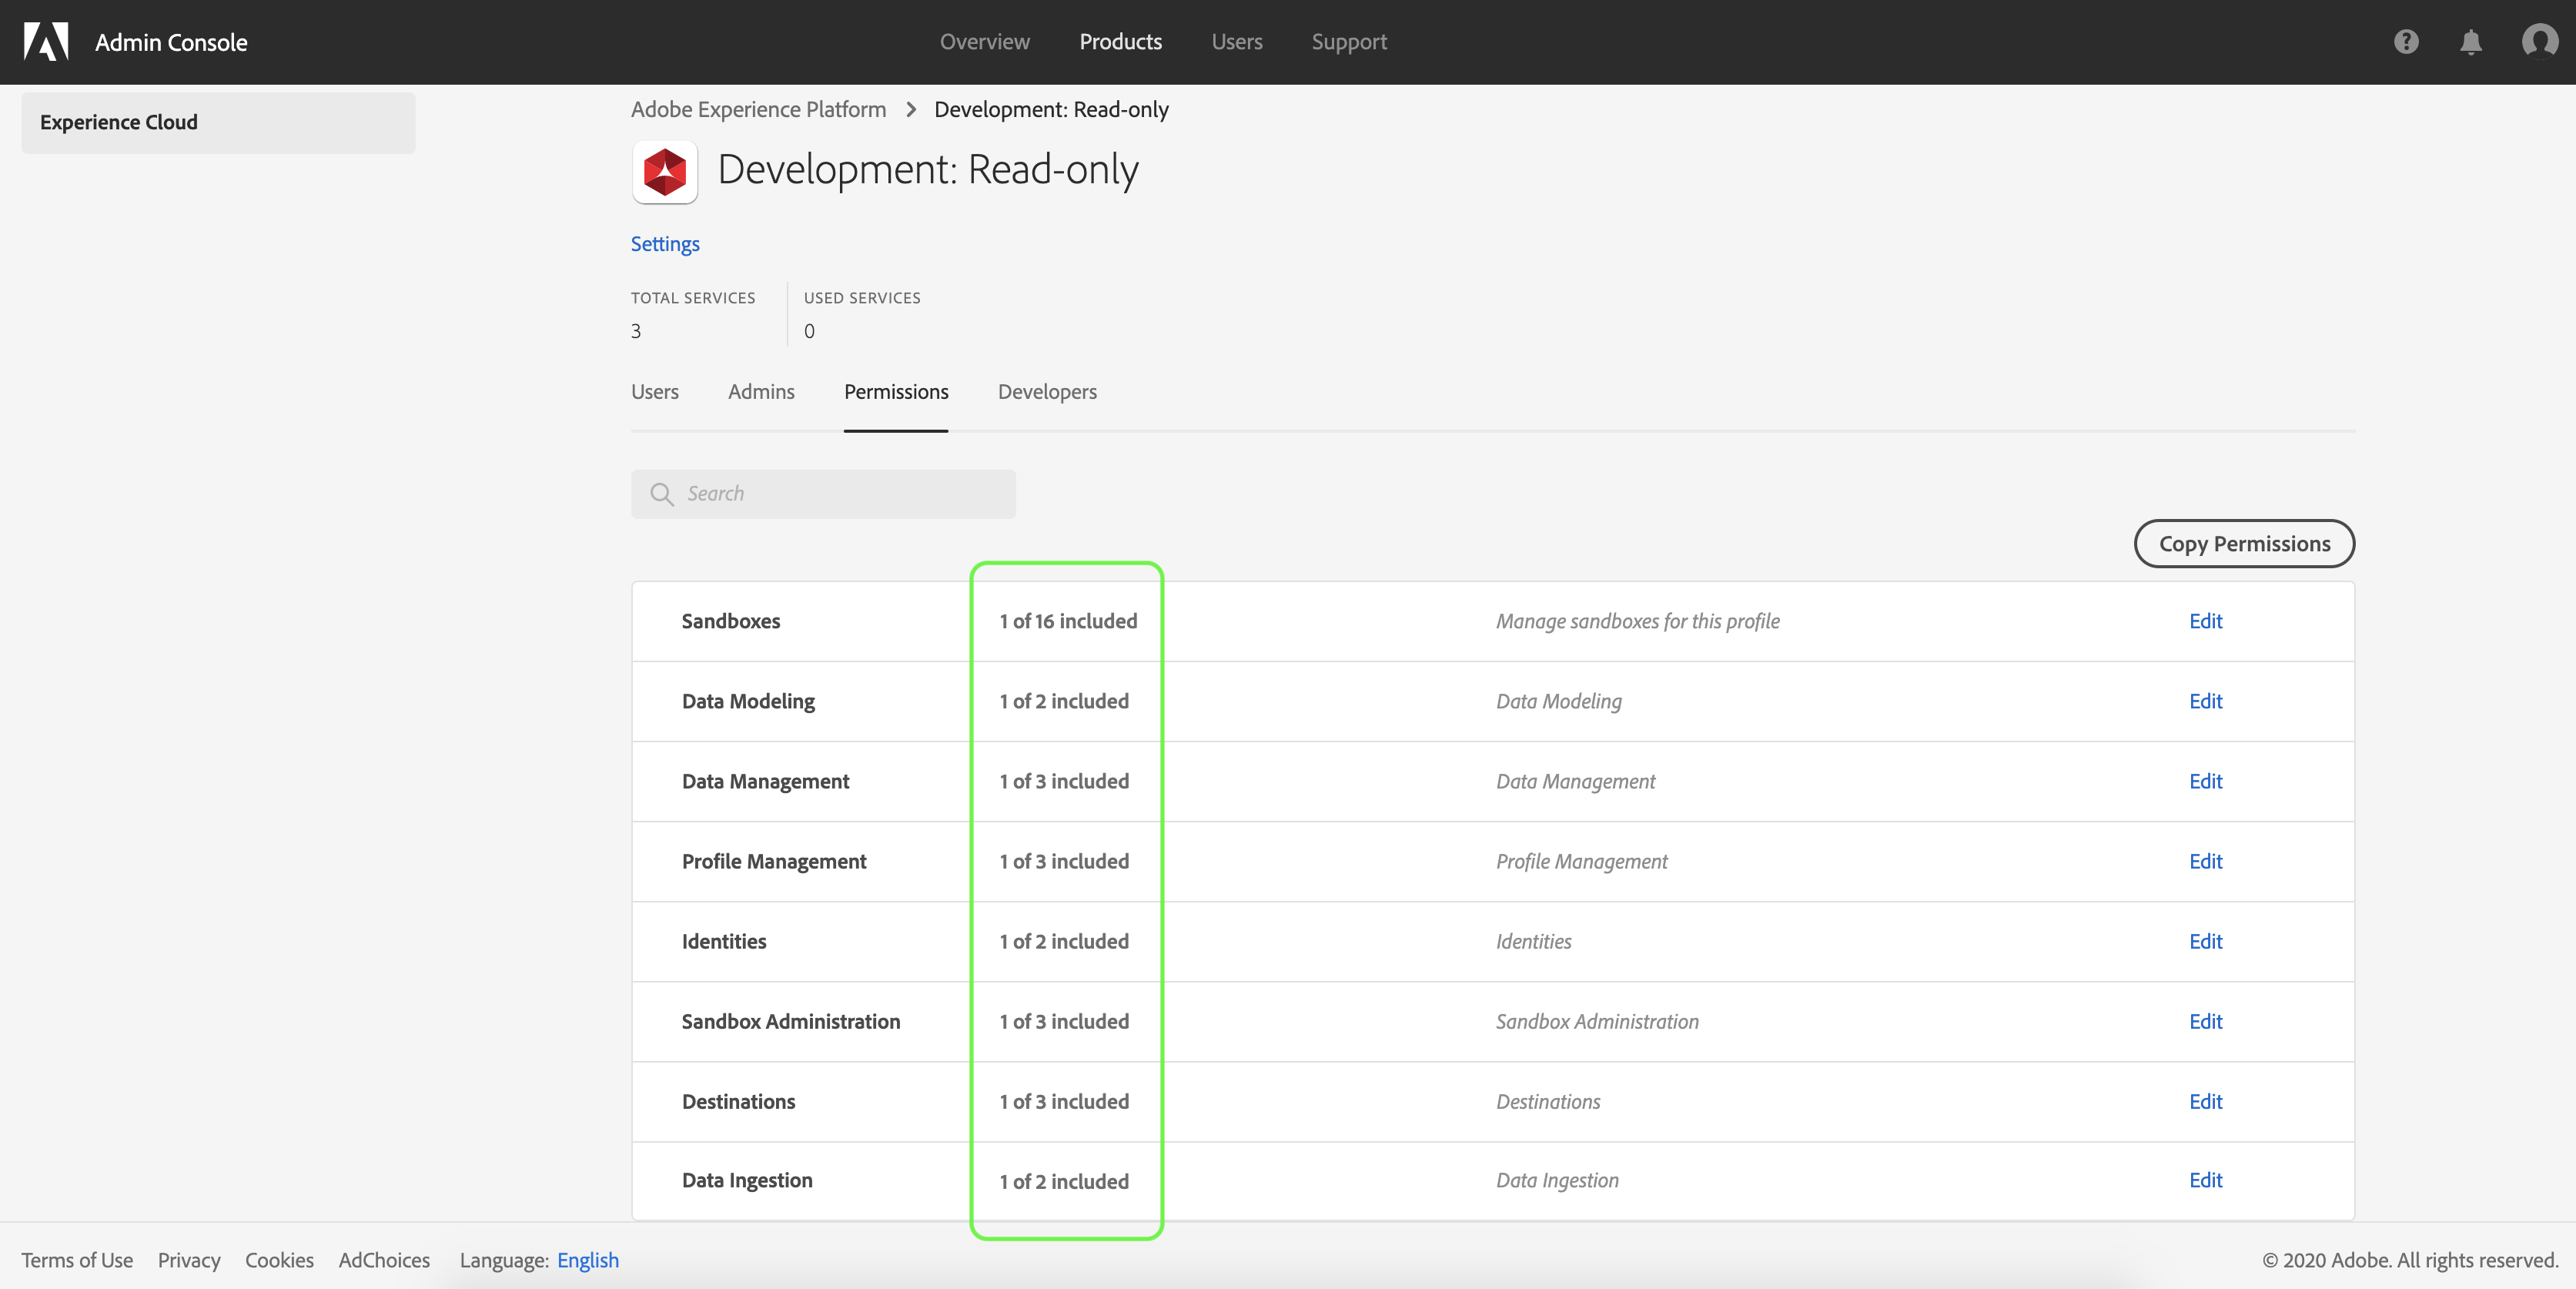 Admin Console
Overview Products Users Support
Experience Cloud
Adobe Experience Platform > Development: Read-only
Development: Read-only
Settings
TOTAL SERVICES USED SERVICES
3 0
Users Admins Permissions Developers
Search
Copy Permissions
Sandboxes 1 of 16 included Manage sandboxes for this profile Edit
Data Modeling 1 of 2 included Data Modeling Edit
Data Management 1 of 3 included Data Management Edit
Profile Management 1 of 3 included Profile Management Edit
Identities 1 of 2 included Identities Edit
Sandbox Administration 1 of 3 included Sandbox Administration Edit
Destinations 1 of 3 included Destinations Edit
Data Ingestion 1 of 2 included Data Ingestion Edit
Terms of Use Privacy Cookies AdChoices Language: English © 2020 Adobe. All rights reserved.